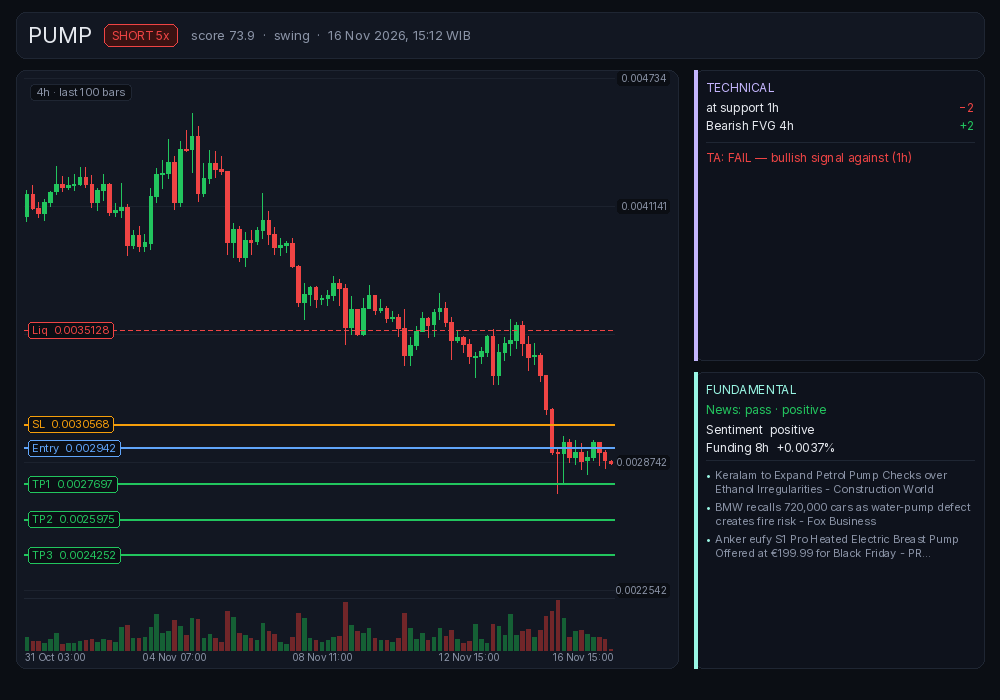 PUMP SHORT 5x score 73.9 · swing · 16 Nov 2026, 15:12 WIB
4h · last 100 bars
0.004734
0.0041141
Liq 0.0035128
SL 0.0030568
Entry 0.002942
0.0028742
TP1 0.0027697
TP2 0.0025975
TP3 0.0024252
0.0022542
31 Oct 03:00 04 Nov 07:00 08 Nov 11:00 12 Nov 15:00 16 Nov 15:00
TECHNICAL
at support 1h −2
Bearish FVG 4h +2
TA: FAIL — bullish signal against (1h)
FUNDAMENTAL
News: pass · positive
Sentiment positive
Funding 8h +0.0037%
• Keralam to Expand Petrol Pump Checks over
Ethanol Irregularities - Construction World
• BMW recalls 720,000 cars as water-pump defect
creates fire risk - Fox Business
• Anker eufy S1 Pro Heated Electric Breast Pump
Offered at €199.99 for Black Friday - PR...